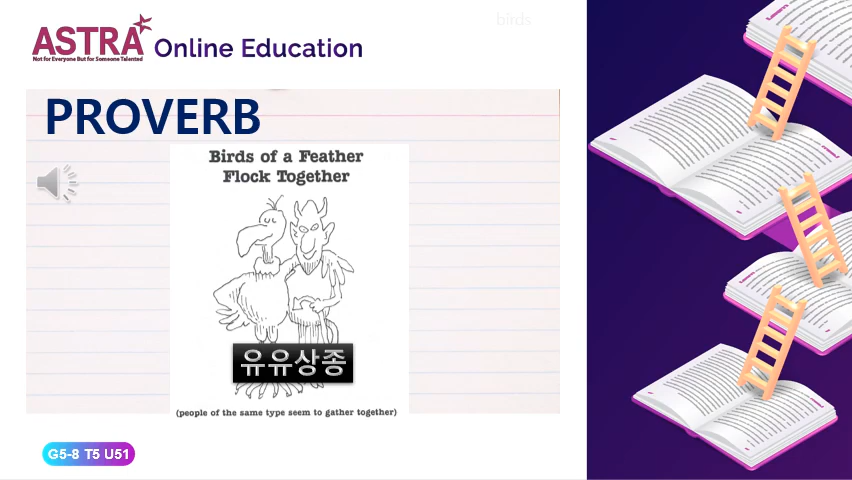 birds
ASTRA
Not for Everyone But for Someone Talented
Online Education
PROVERB
Birds of a Feather
Flock Together
유유상종
(people of the same type seem to gather together)
G5-8 T5 U51